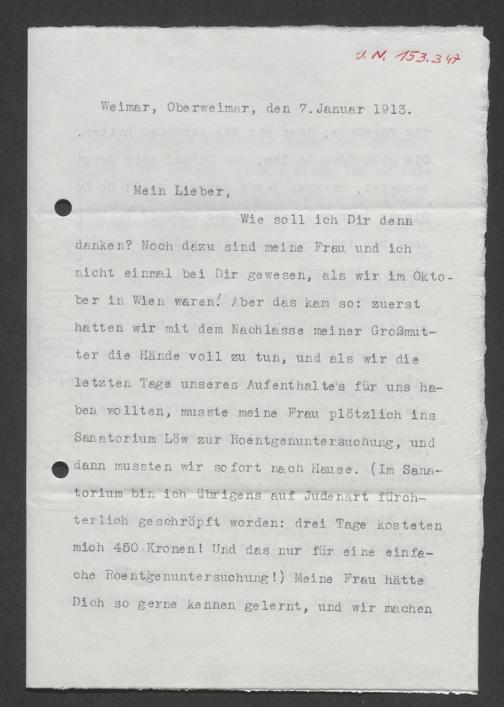 J.N. 153.347
Weimar, Oberweimar, den 7.Januar 1913.
Mein Lieber,
Wie soll ich Dir denn
danken? Noch dazu sind meine Frau und ich
nicht einmal bei Dir gewesen, als wir im Okto-
ber in Wien waren! Aber das kam so: zuerst
hatten wir mit dem Nachlasse meiner Großmut-
ter die Hände voll zu tun, und als wir die
letzten Tage unseres Aufenthalte's für uns ha-
ben wollten, musste meine Frau plötzlich ins
Sanatorium Löw zur Roentgenuntersuchung, und
dann mussten wir sofort nach Hause. (Im Sana-
torium bin ich übrigens auf Judenart fürch-
terlich geschröpft worden: drei Tage kosteten
mich 450 Kronen! Und das nur für eine einfa-
che Roentgenuntersuchung!) Meine Frau hätte
Dich so gerne kennen gelernt, und wir machen